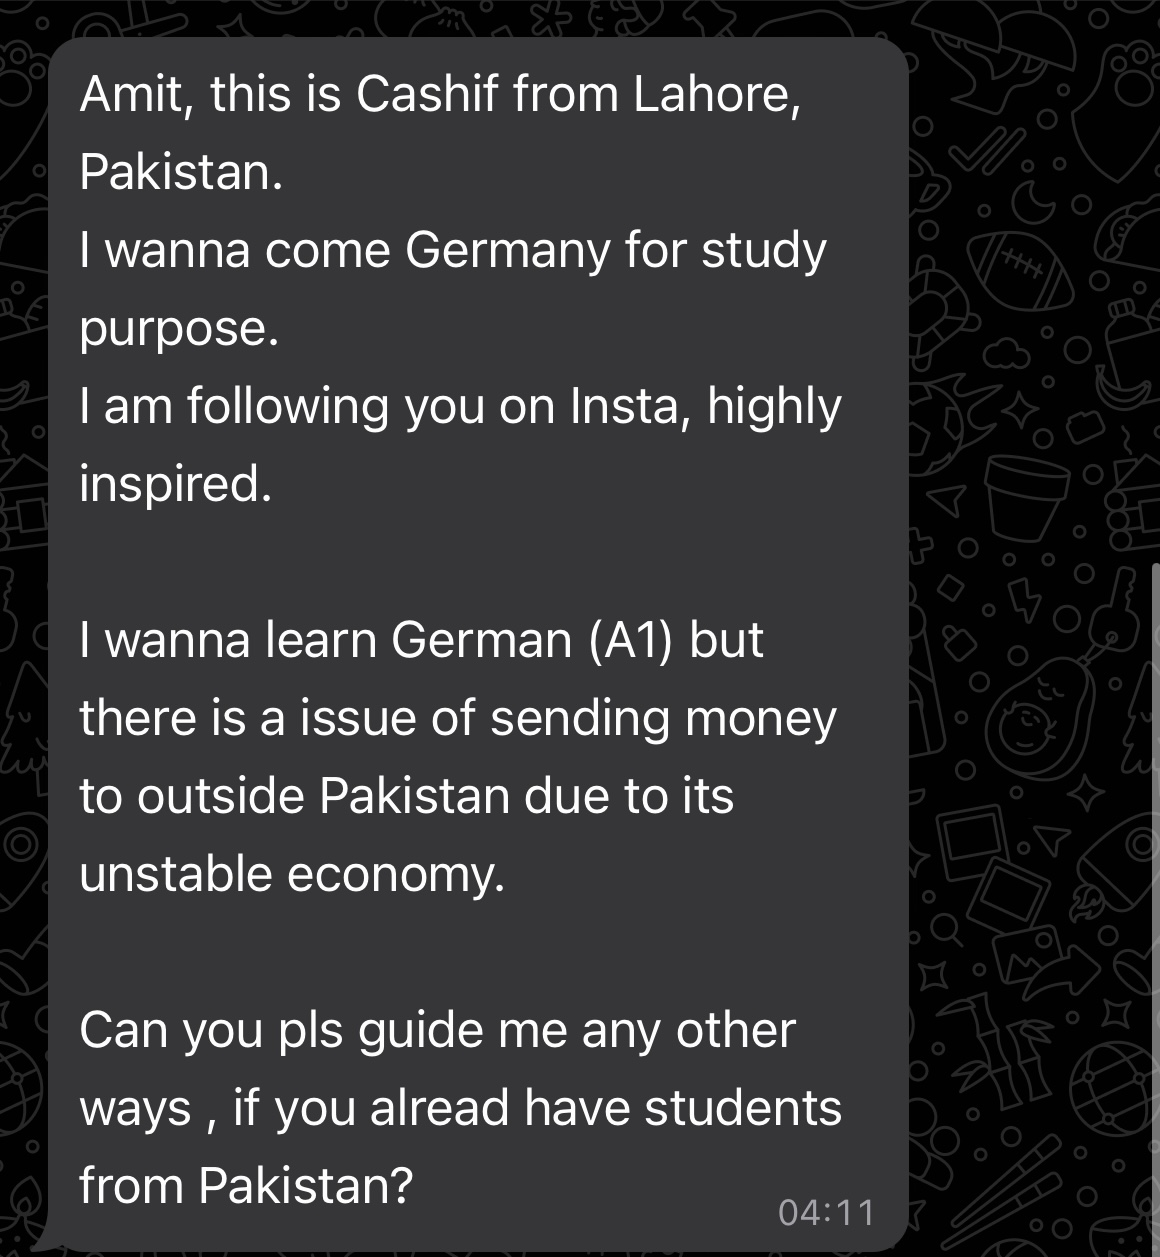 Amit, this is Cashif from Lahore,
Pakistan.
I wanna come Germany for study
purpose.
I am following you on Insta, highly
inspired.
I wanna learn German (A1) but
there is a issue of sending money
to outside Pakistan due to its
unstable economy.
Can you pls guide me any other
ways , if you alread have students
from Pakistan?
04:11